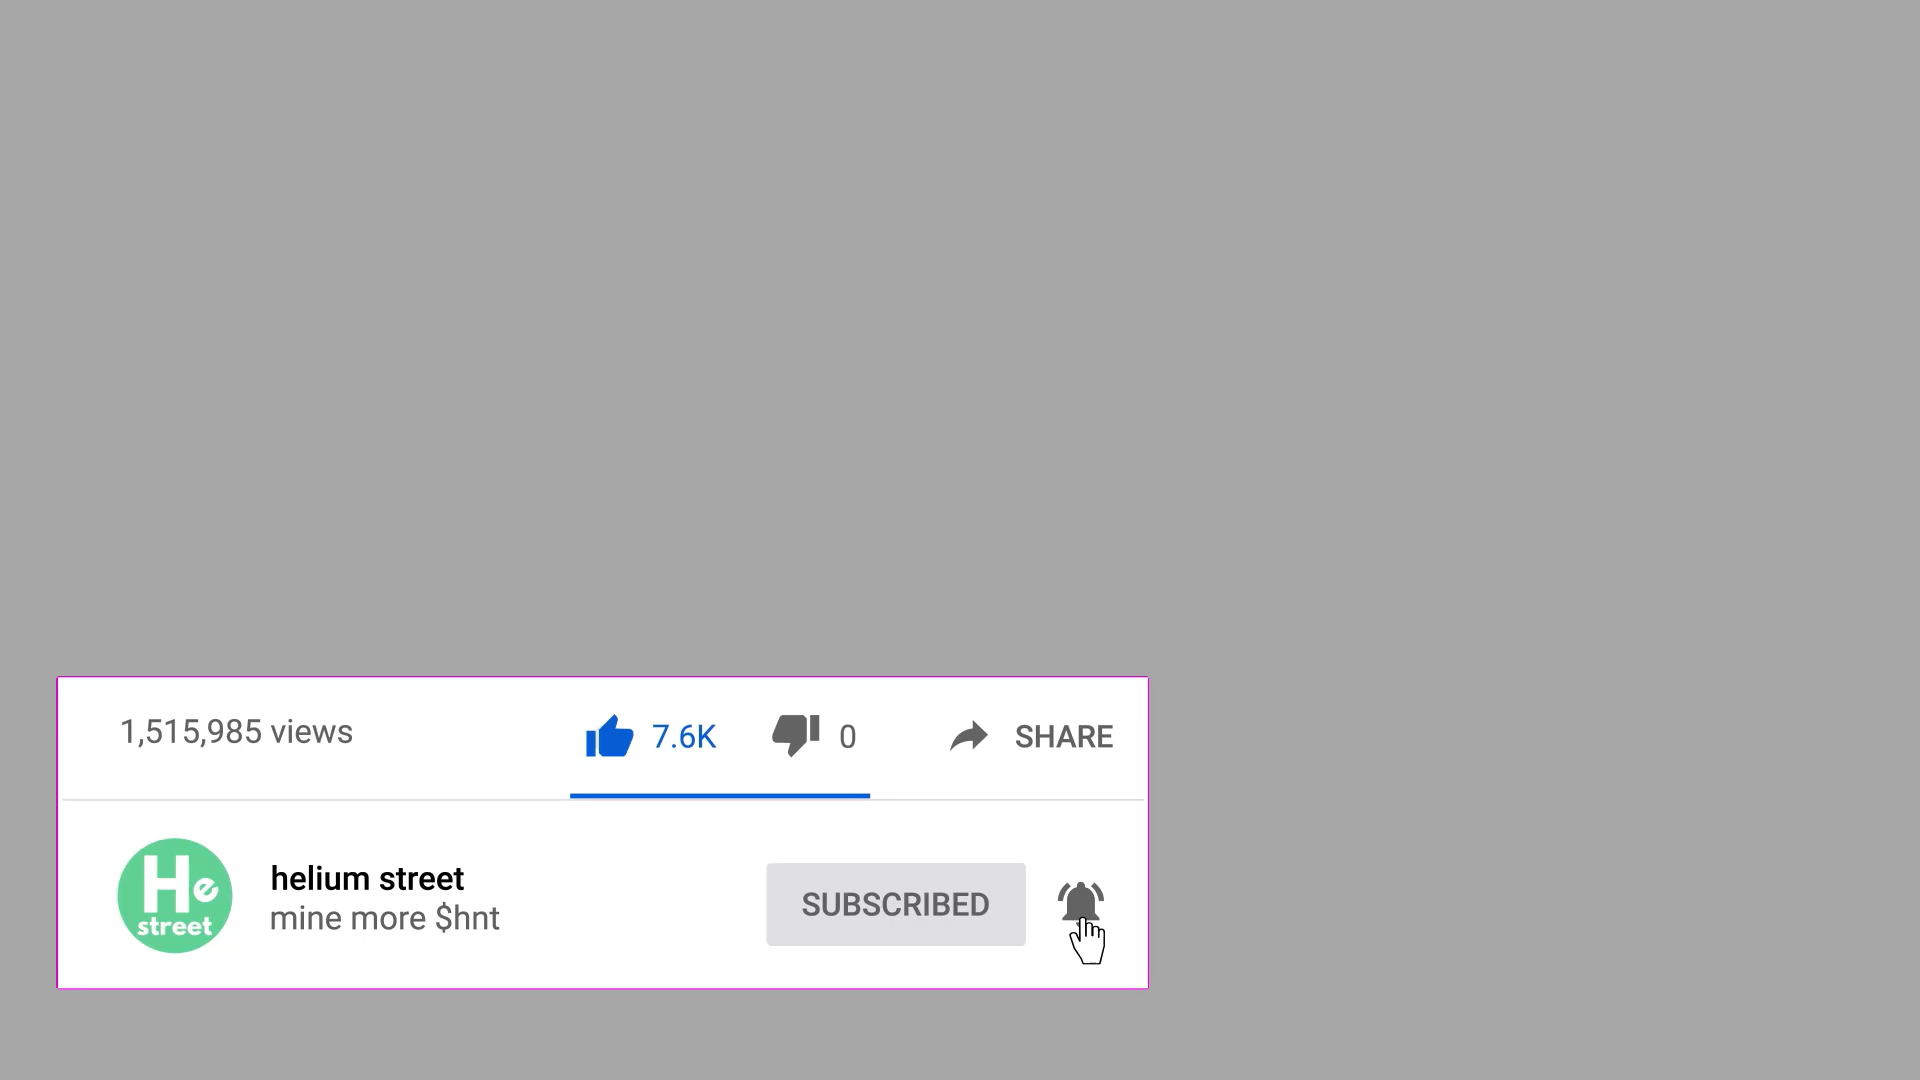 1,515,985 views
7.6K
0
SHARE
He
street
helium street
mine more $hnt
SUBSCRIBED